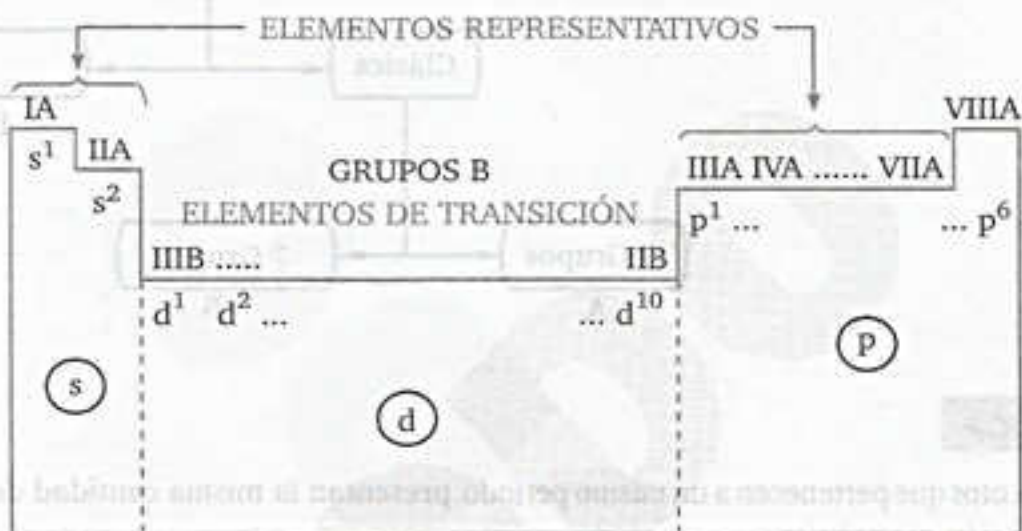 ELEMENTOS REPRESENTATIVOS
IA VIIIA
s¹ IIA GRUPOS B IIIA IVA ...... VIIA
s² ELEMENTOS DE TRANSICIÓN p¹ ... ... p⁶
IIIB ..... IIB
d¹ d² ... ... d¹⁰
s d p